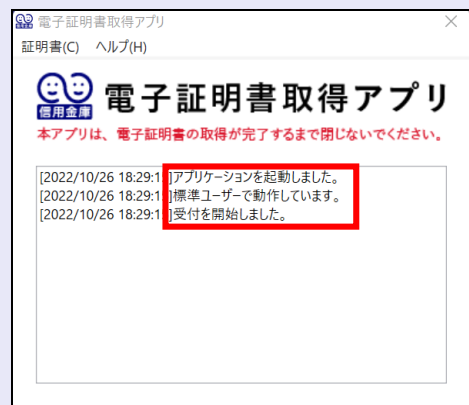 電子証明書取得アプリ
証明書(C) ヘルプ(H)
信用金庫 電子証明書取得アプリ
本アプリは、電子証明書の取得が完了するまで閉じないでください。
[2022/10/26 18:29:1 ]アプリケーションを起動しました。
[2022/10/26 18:29:1 ]標準ユーザーで動作しています。
[2022/10/26 18:29:1 ]受付を開始しました。